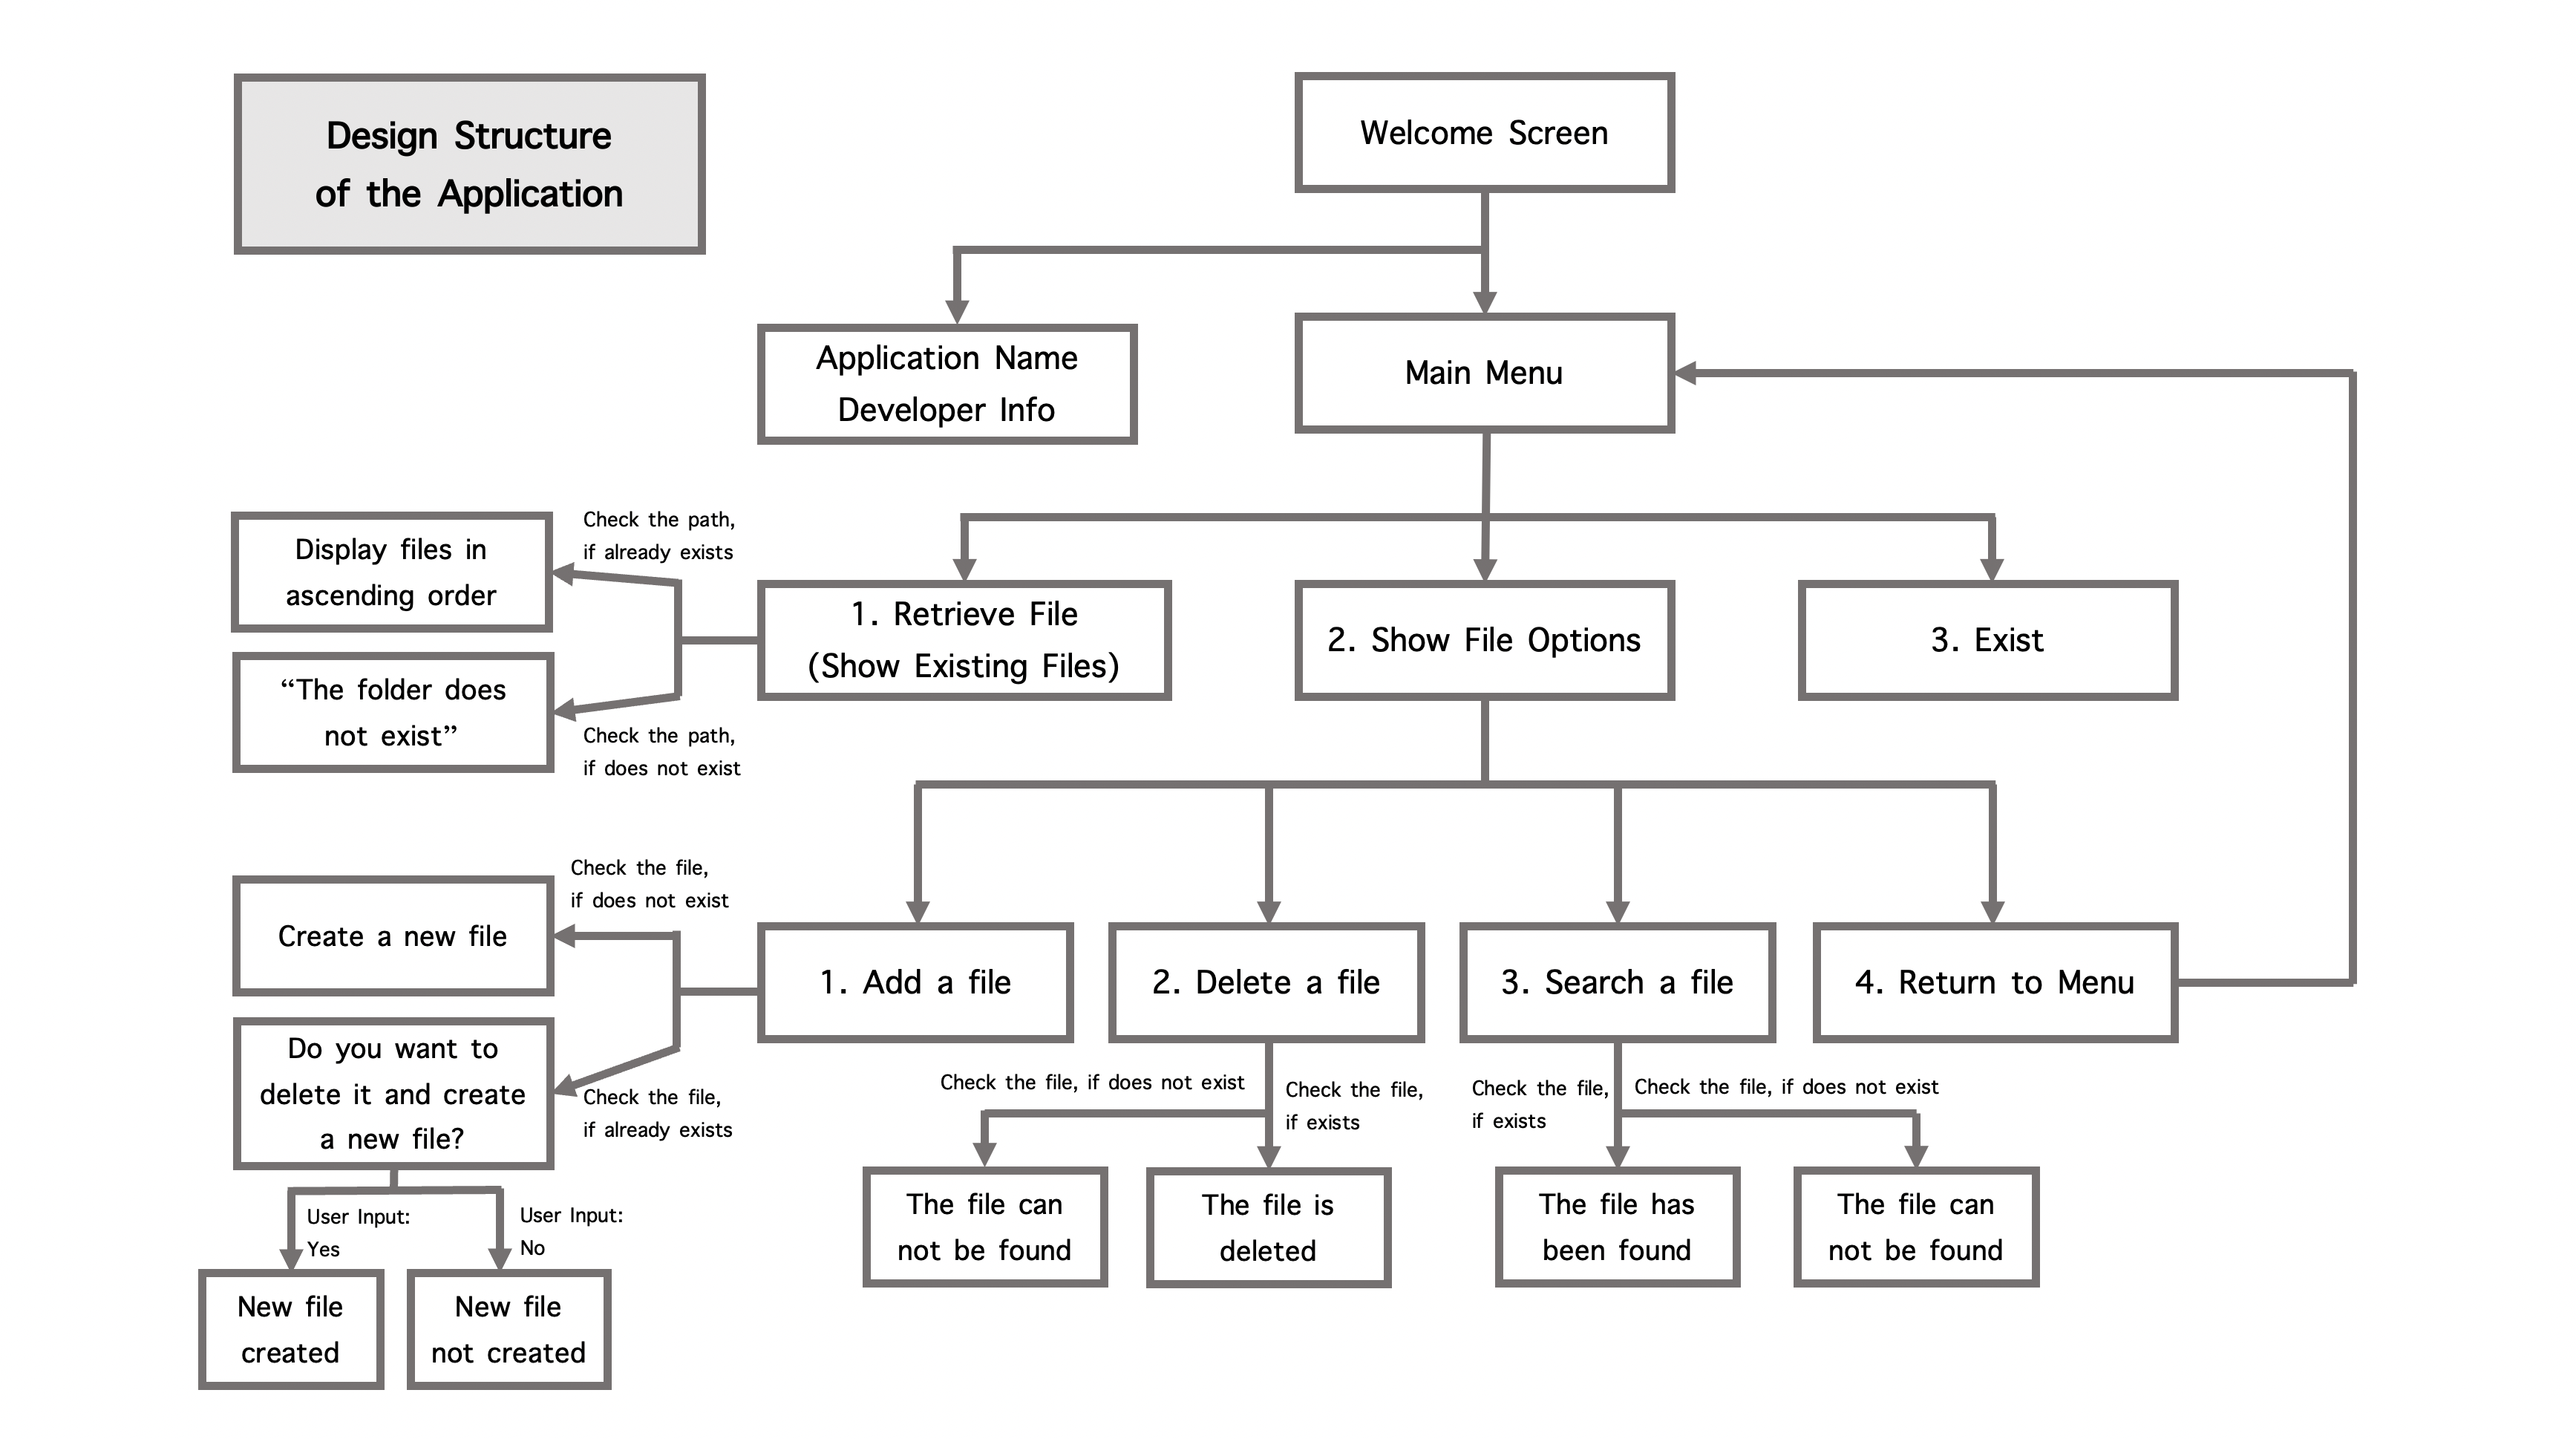 Design Structure
of the Application
Welcome Screen
Application Name
Developer Info
Main Menu
Check the path,
if already exists
Display files in
ascending order
“The folder does
not exist”
Check the path,
if does not exist
1. Retrieve File
(Show Existing Files)
2. Show File Options
3. Exist
Check the file,
if does not exist
Create a new file
Do you want to
delete it and create
a new file?
Check the file,
if already exists
User Input:
Yes
User Input:
No
New file
created
New file
not created
1. Add a file
2. Delete a file
3. Search a file
4. Return to Menu
Check the file, if does not exist
Check the file,
if exists
Check the file,
if exists
Check the file, if does not exist
The file can
not be found
The file is
deleted
The file has
been found
The file can
not be found